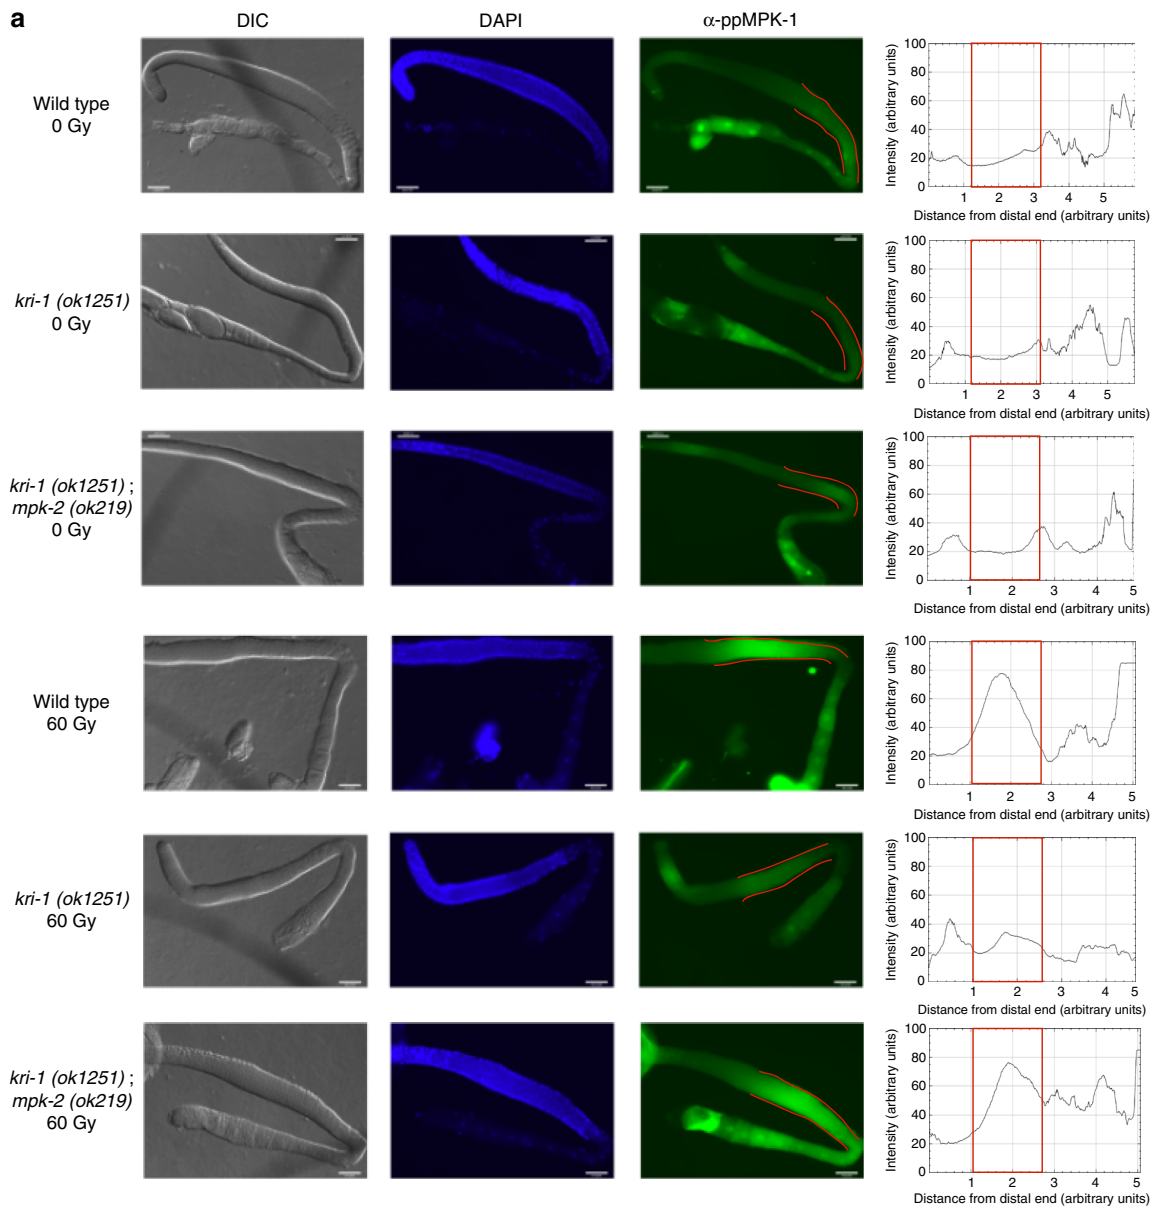 a
DIC
DAPI
α-ppMPK-1
Wild type
0 Gy
100
80
60
40
20
0
1 2 3 4 5
Intensity (arbitrary units)
Distance from distal end (arbitrary units)
kri-1 (ok1251)
0 Gy
100
80
60
40
20
0
1 2 3 4 5
Intensity (arbitrary units)
Distance from distal end (arbitrary units)
kri-1 (ok1251) ;
mpk-2 (ok219)
0 Gy
100
80
60
40
20
0
1 2 3 4 5
Intensity (arbitrary units)
Distance from distal end (arbitrary units)
Wild type
60 Gy
100
80
60
40
20
0
1 2 3 4 5
Intensity (arbitrary units)
Distance from distal end (arbitrary units)
kri-1 (ok1251)
60 Gy
100
80
60
40
20
0
1 2 3 4 5
Intensity (arbitrary units)
Distance from distal end (arbitrary units)
kri-1 (ok1251) ;
mpk-2 (ok219)
60 Gy
100
80
60
40
20
0
1 2 3 4 5
Intensity (arbitrary units)
Distance from distal end (arbitrary units)